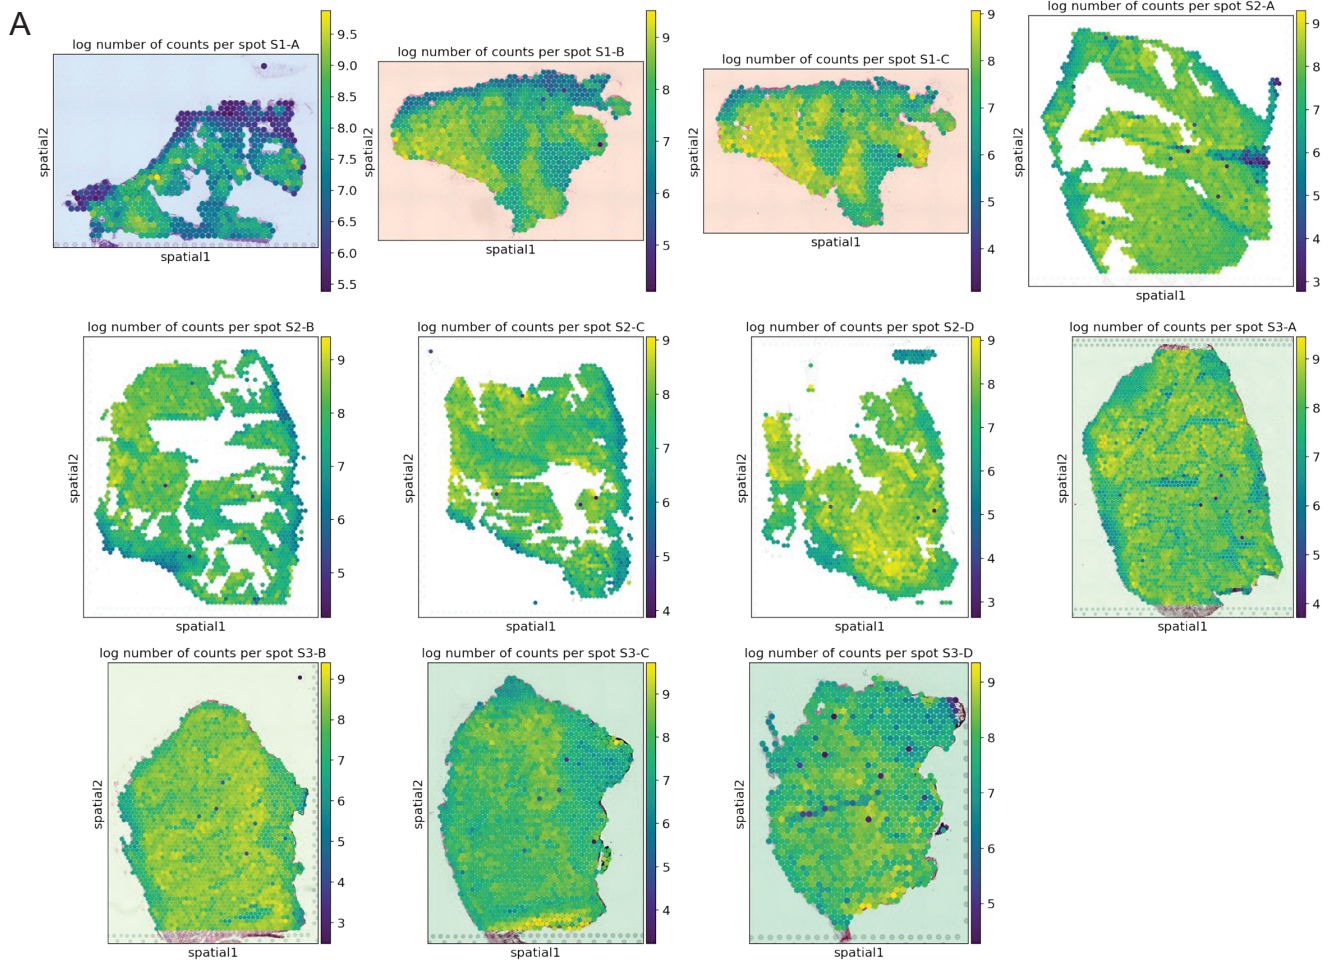 A
log number of counts per spot S1-A
spatial2
spatial1
9.5
9.0
8.5
8.0
7.5
7.0
6.5
6.0
5.5
log number of counts per spot S1-B
spatial2
spatial1
9
8
7
6
5
log number of counts per spot S1-C
spatial2
spatial1
9
8
7
6
5
4
log number of counts per spot S2-A
spatial2
spatial1
9
8
7
6
5
4
3
log number of counts per spot S2-B
spatial2
spatial1
9
8
7
6
5
log number of counts per spot S2-C
spatial2
spatial1
9
8
7
6
5
4
log number of counts per spot S2-D
spatial2
spatial1
9
8
7
6
5
4
3
log number of counts per spot S3-A
spatial2
spatial1
9
8
7
6
5
4
log number of counts per spot S3-B
spatial2
spatial1
9
8
7
6
5
4
3
log number of counts per spot S3-C
spatial2
spatial1
9
8
7
6
5
4
log number of counts per spot S3-D
spatial2
spatial1
9
8
7
6
5